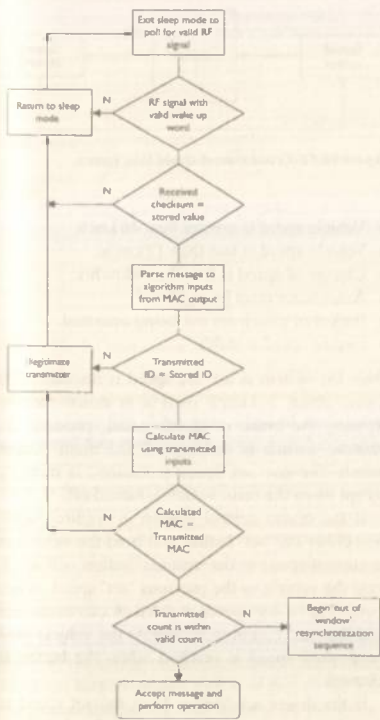 Exit sleep mode to
poll for valid RF
signal
Return to sleep
mode
N
RF signal with
valid wake up
word
N
Received
checksum =
stored value
Parse message to
algorithm inputs
from MAC output
Illegitimate
transmitter
N
Transmitted
ID = Stored ID
Calculate MAC
using transmitted
inputs
N
Calculated
MAC =
Transmitted
MAC
Transmitted
count is within
valid count
N
Begin 'out of
window'
resynchronization
sequence
Accept message and
perform operation